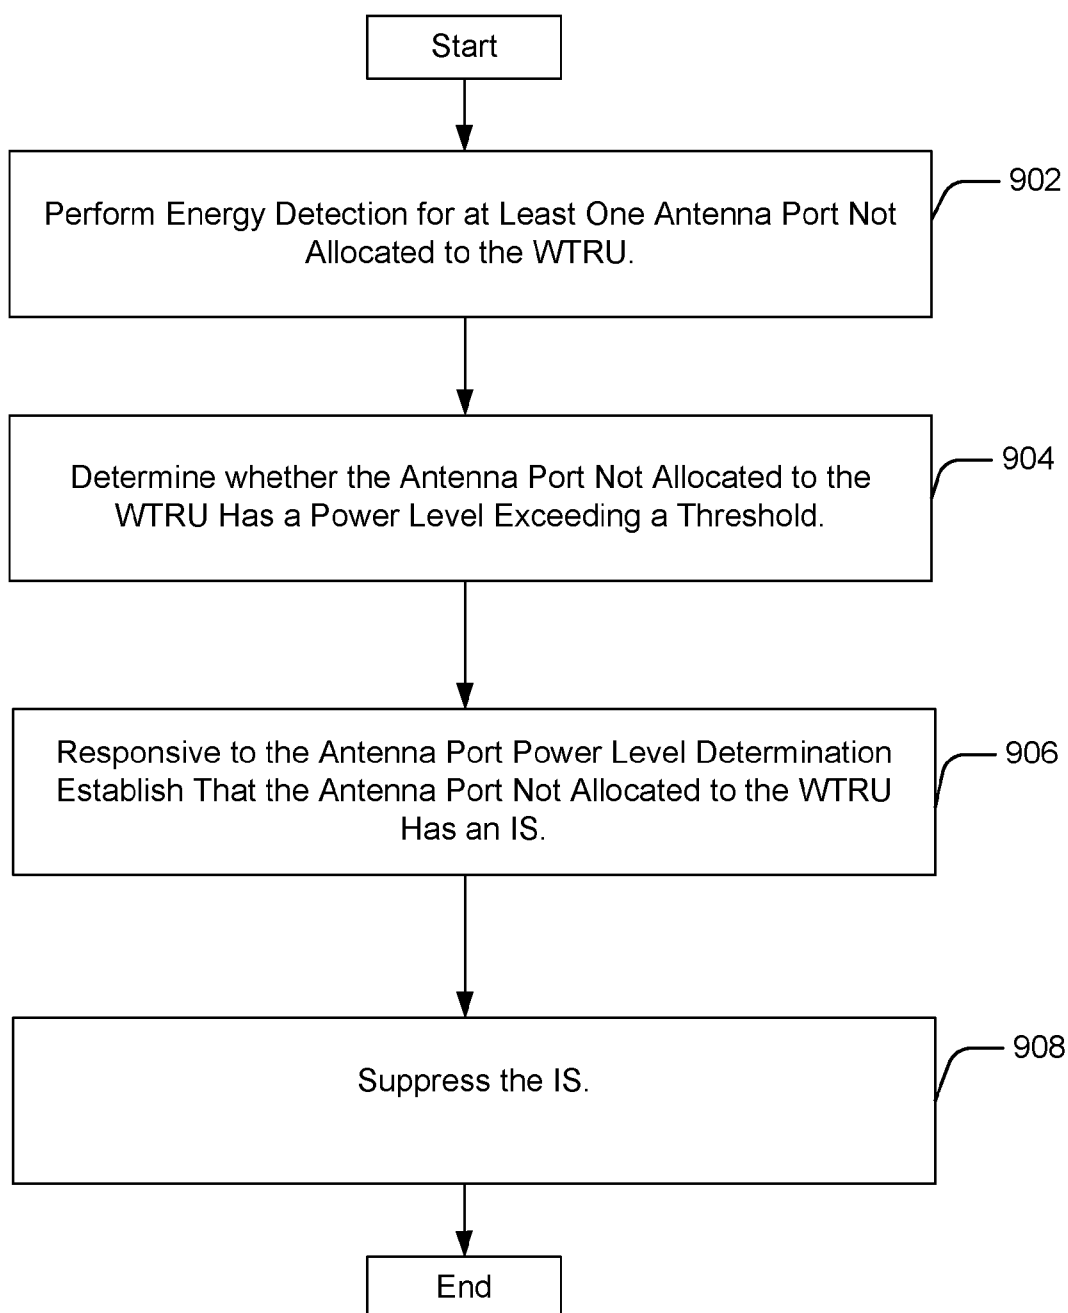 Start
902
Perform Energy Detection for at Least One Antenna Port Not
Allocated to the WTRU.
904
Determine whether the Antenna Port Not Allocated to the
WTRU Has a Power Level Exceeding a Threshold.
906
Responsive to the Antenna Port Power Level Determination
Establish That the Antenna Port Not Allocated to the WTRU
Has an IS.
908
Suppress the IS.
End